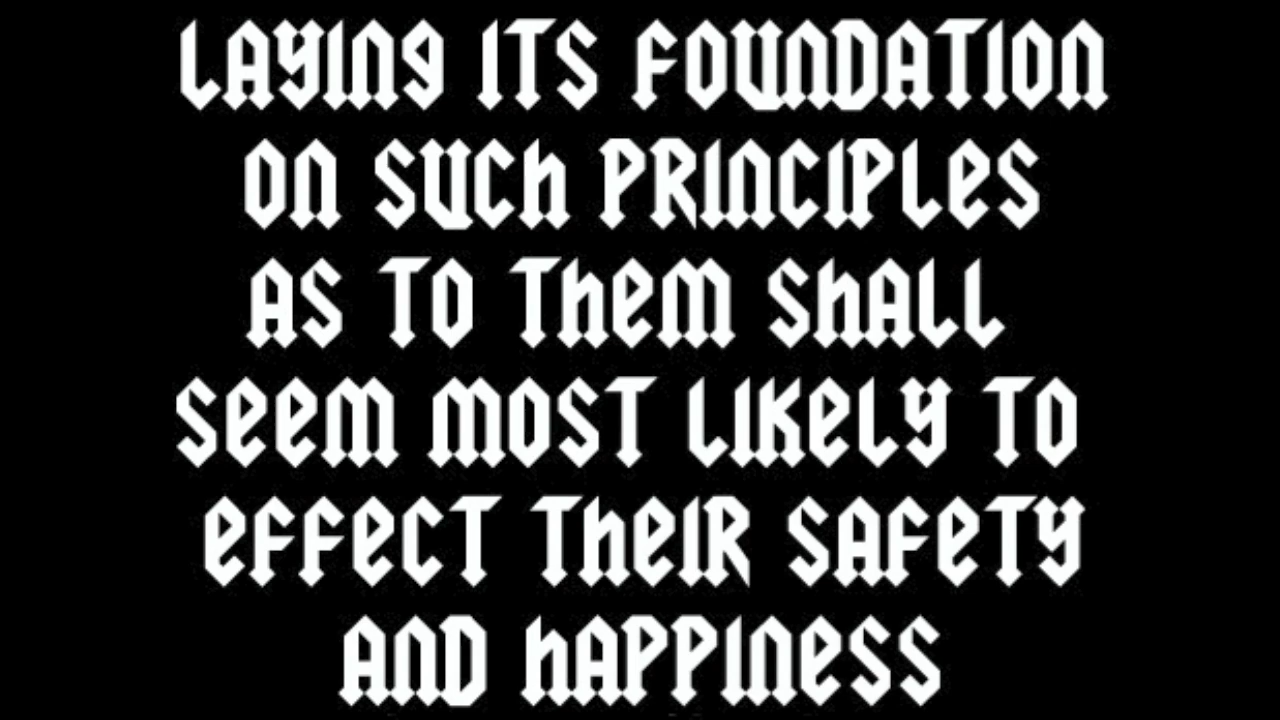 LAYING ITS FOUNDATION
ON SUCH PRINCIPLES
AS TO THEM SHALL
SEEM MOST LIKELY TO
EFFECT THEIR SAFETY
AND HAPPINESS